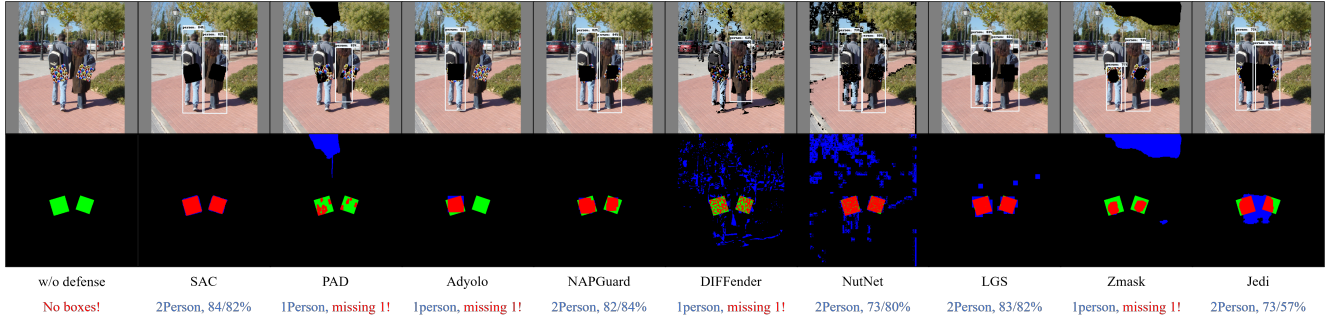 w/o defense SAC PAD Adyolo NAPGuard DIFFender NutNet LGS Zmask Jedi
No boxes! 2Person, 84/82% 1Person, missing 1! 1person, missing 1! 2Person, 82/84% 1person, missing 1! 2Person, 73/80% 2Person, 83/82% 1person, missing 1! 2Person, 73/57%